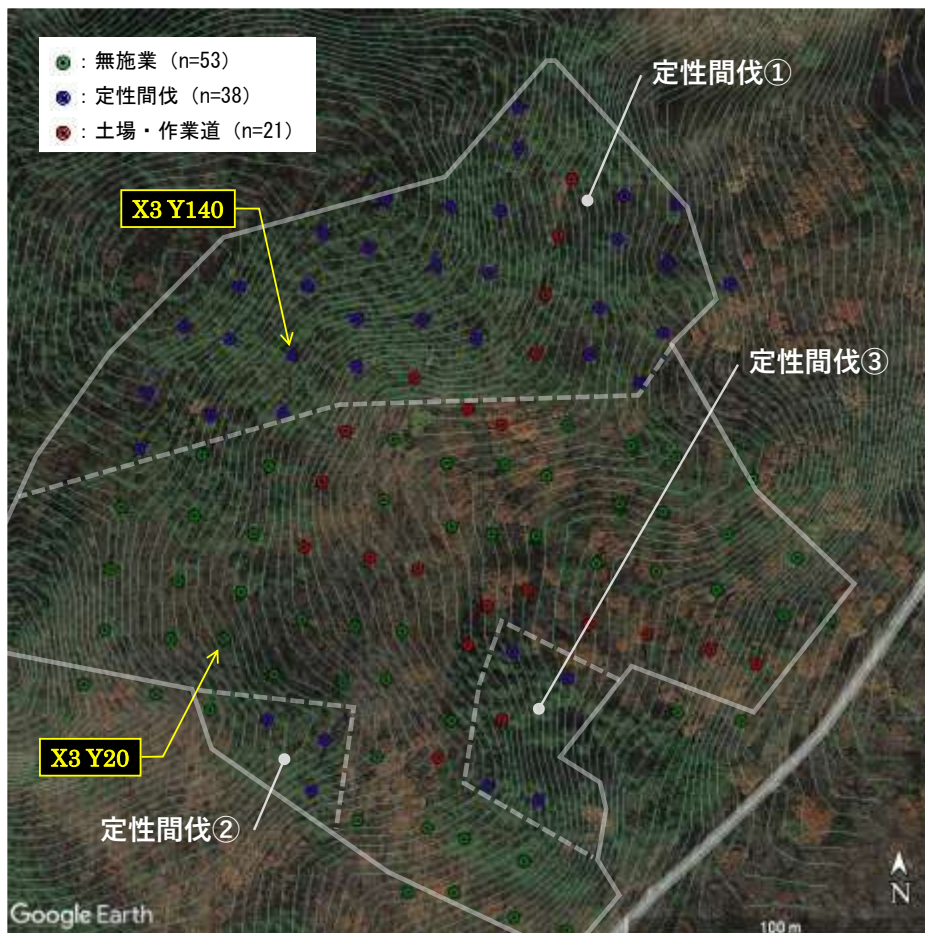 ：無施業（n=53）
：定性間伐（n=38）
：土場・作業道（n=21）
定性間伐①
X3 Y140
定性間伐③
X3 Y20
定性間伐②
N
Google Earth
100 m